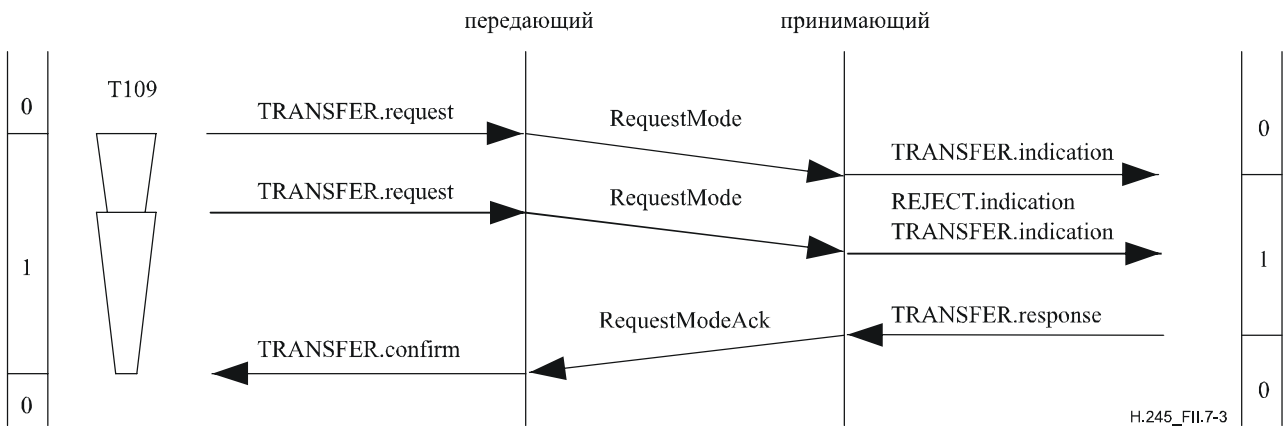 передающий принимающий
T109
0
TRANSFER.request
RequestMode
0
TRANSFER.indication
TRANSFER.request
RequestMode
REJECT.indication
TRANSFER.indication
1
1
RequestModeAck
TRANSFER.response
TRANSFER.confirm
0
0
H.245_FII.7-3